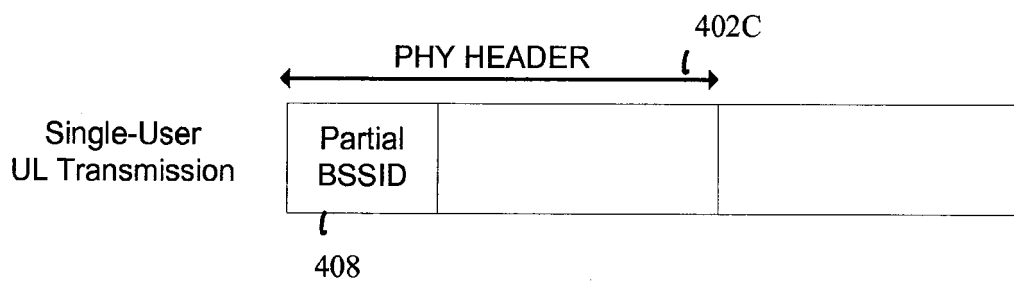 402C
PHY HEADER
Single-User
UL Transmission
Partial
BSSID
408